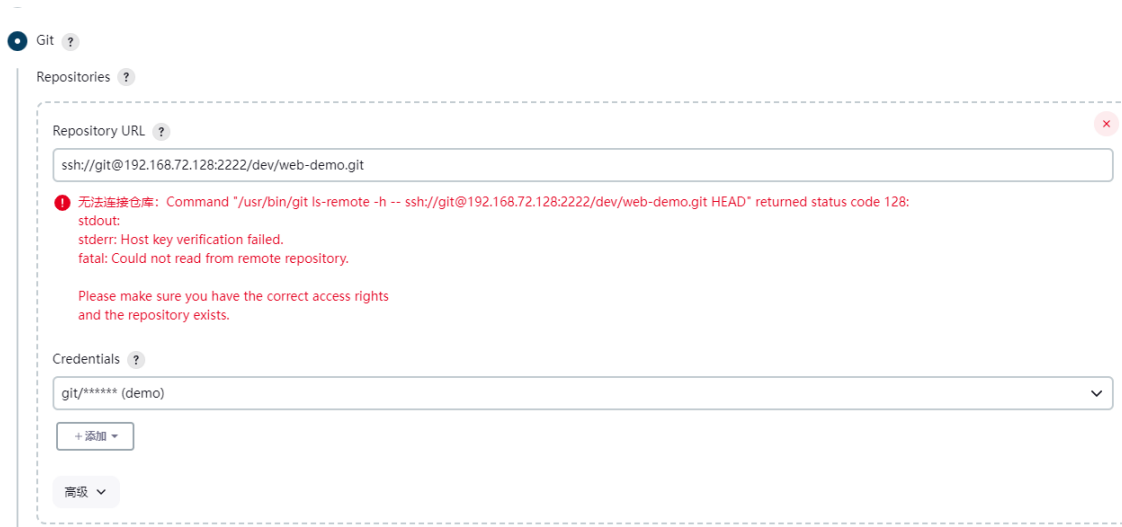 Git ?
Repositories ?
Repository URL ?
ssh://git@192.168.72.128:2222/dev/web-demo.git
无法连接仓库：Command "/usr/bin/git ls-remote -h -- ssh://git@192.168.72.128:2222/dev/web-demo.git HEAD" returned status code 128:
stdout:
stderr: Host key verification failed.
fatal: Could not read from remote repository.
Please make sure you have the correct access rights
and the repository exists.
Credentials ?
git/****** (demo)
+添加
高级